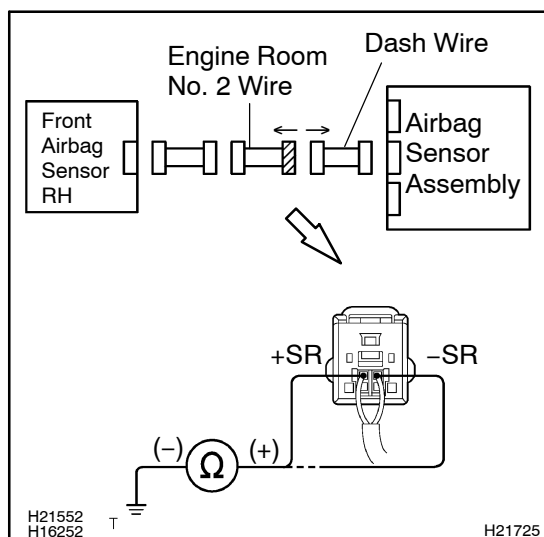 Engine Room
No. 2 Wire
Dash Wire
Front
Airbag
Sensor
RH
Airbag
Sensor
Assembly
+SR
−SR
(−)
Ω
(+)
H21552
H16252
T
H21725